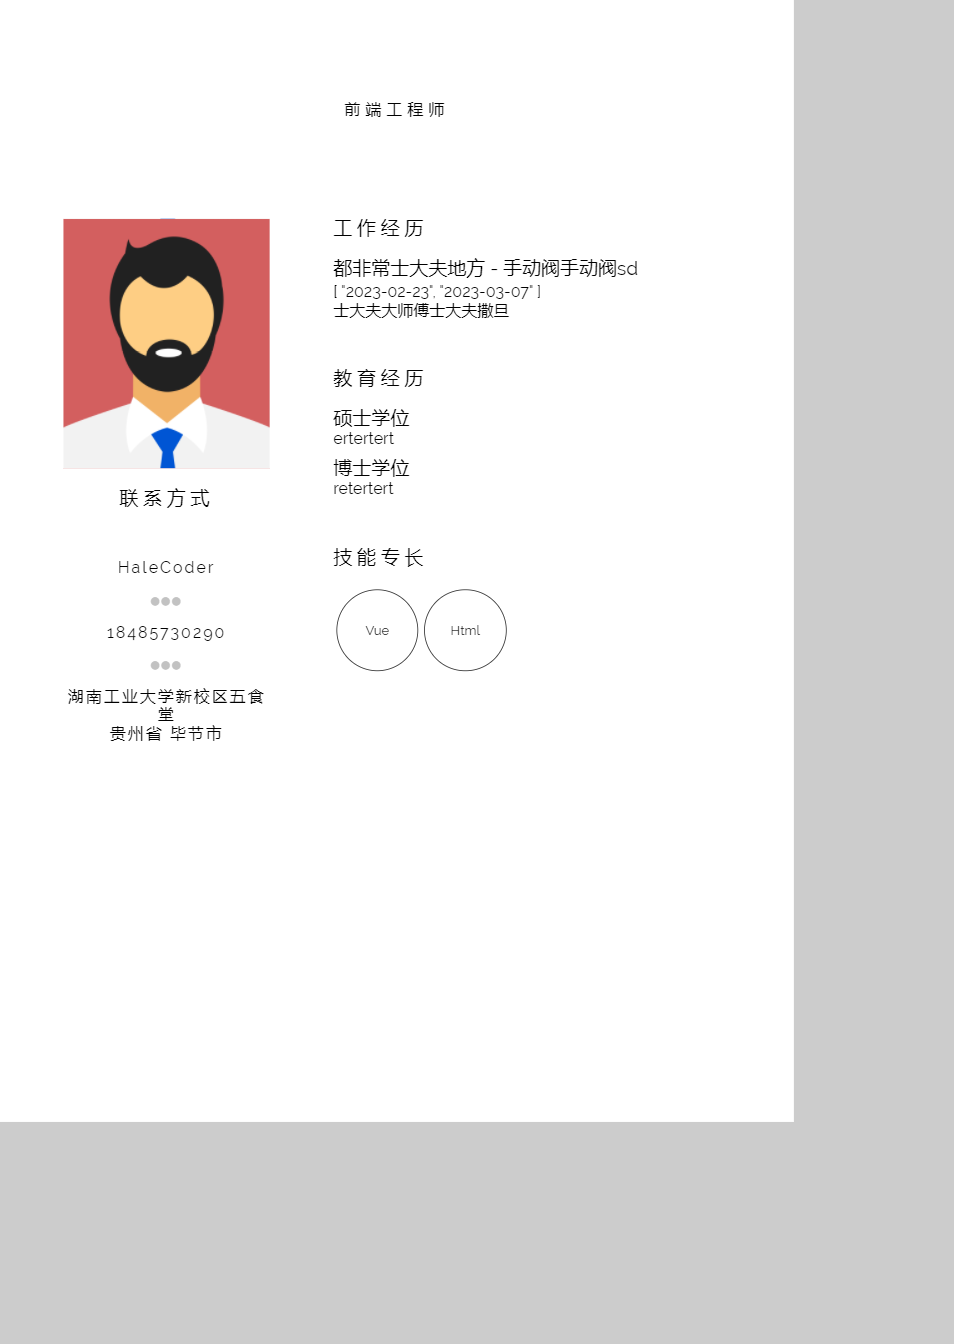 前端工程师
联系方式
HaleCoder
18485730290
湖南工业大学新校区五食
堂
贵州省 毕节市
工作经历
都非常士大夫地方 - 手动阀手动阀sd
[ "2023-02-23", "2023-03-07" ]
士大夫大师傅士大夫撒旦
教育经历
硕士学位
ertertert
博士学位
retertert
技能专长
Vue
Html